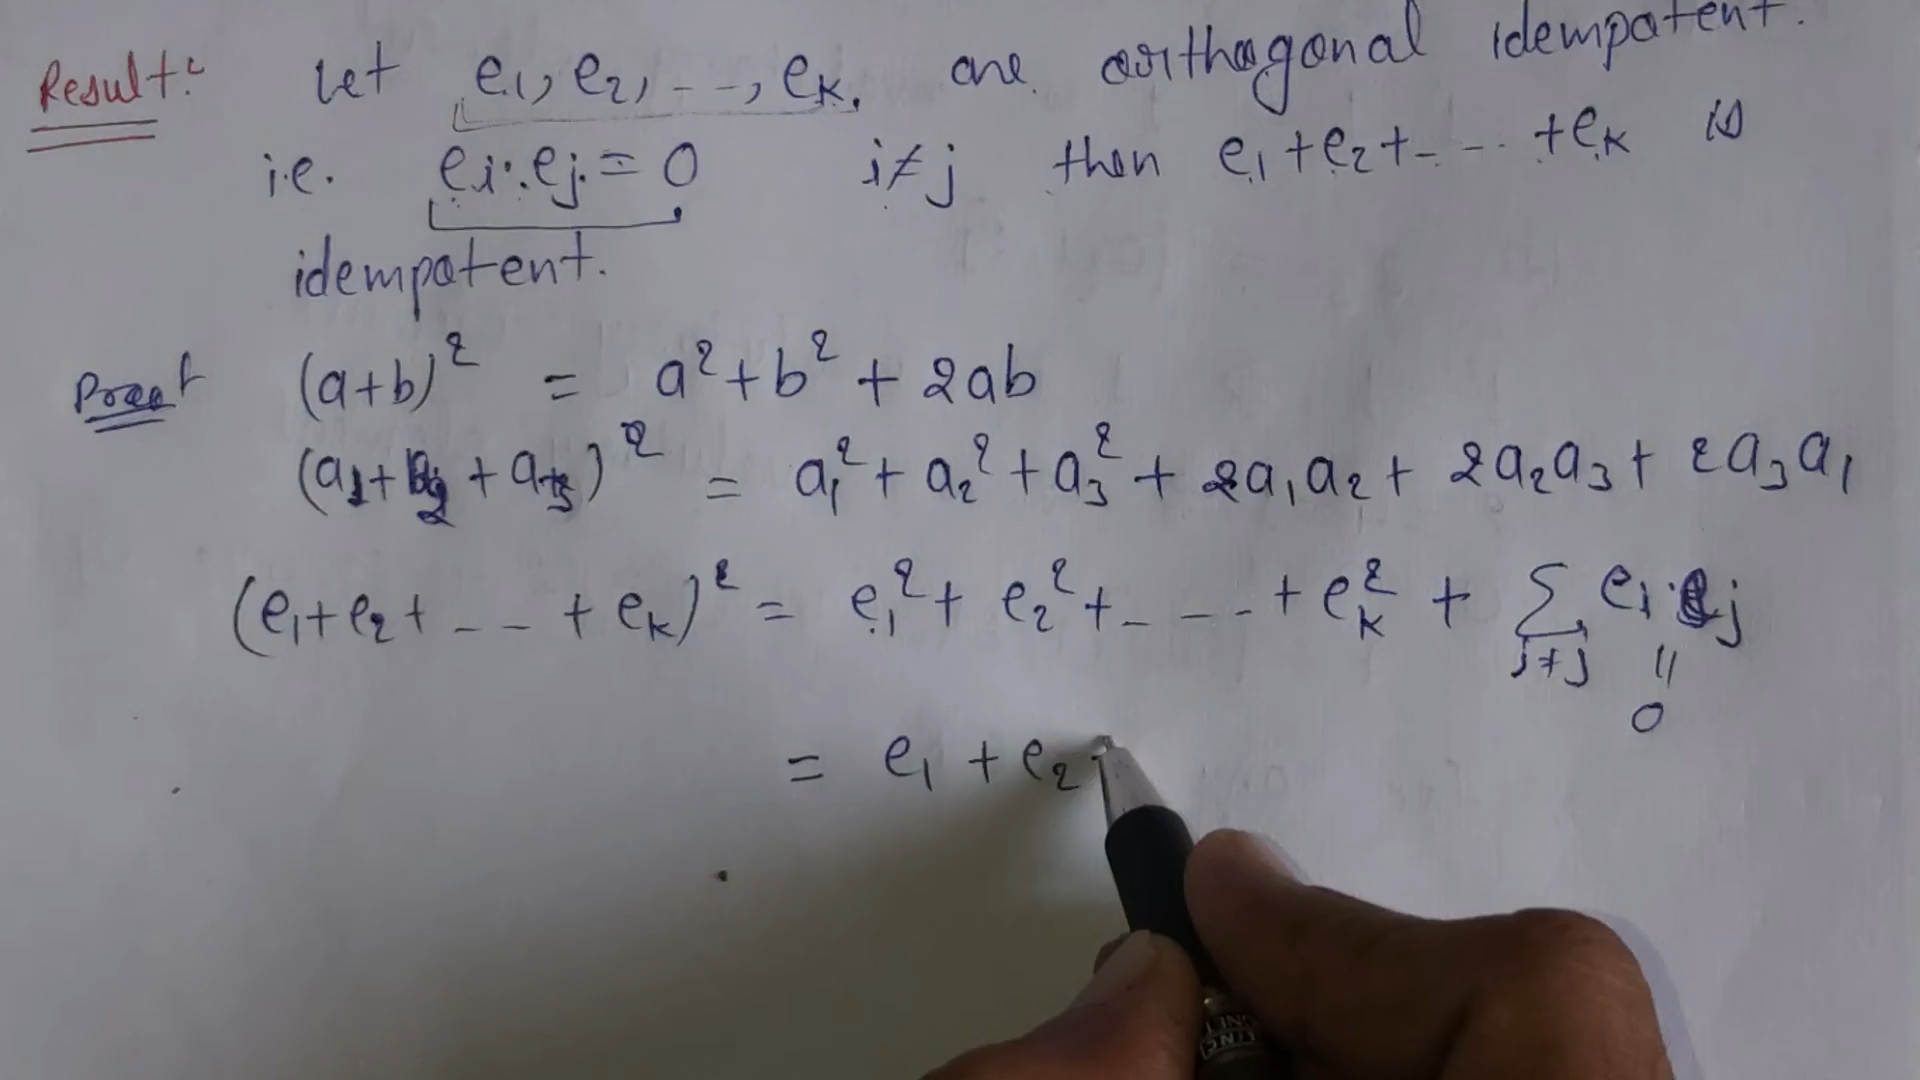 Result: Let e₁, e₂, - - -, eₖ. are orthogonal idempotent.
i.e. eᵢ.eⱼ = 0 i≠j then e₁+e₂+- - - - +eₖ is
idempotent.
Proof (a+b)² = a²+b² + 2ab
(a₁+a₂+a₃)² = a₁²+a₂²+a₃²+2a₁a₂+2a₂a₃+2a₃a₁
(e₁+e₂+ - - - + eₖ)² = e₁²+ e₂²+- - - -+ eₖ² + Σ eᵢ.eⱼ
i≠j ॥
0
= e₁ + e₂